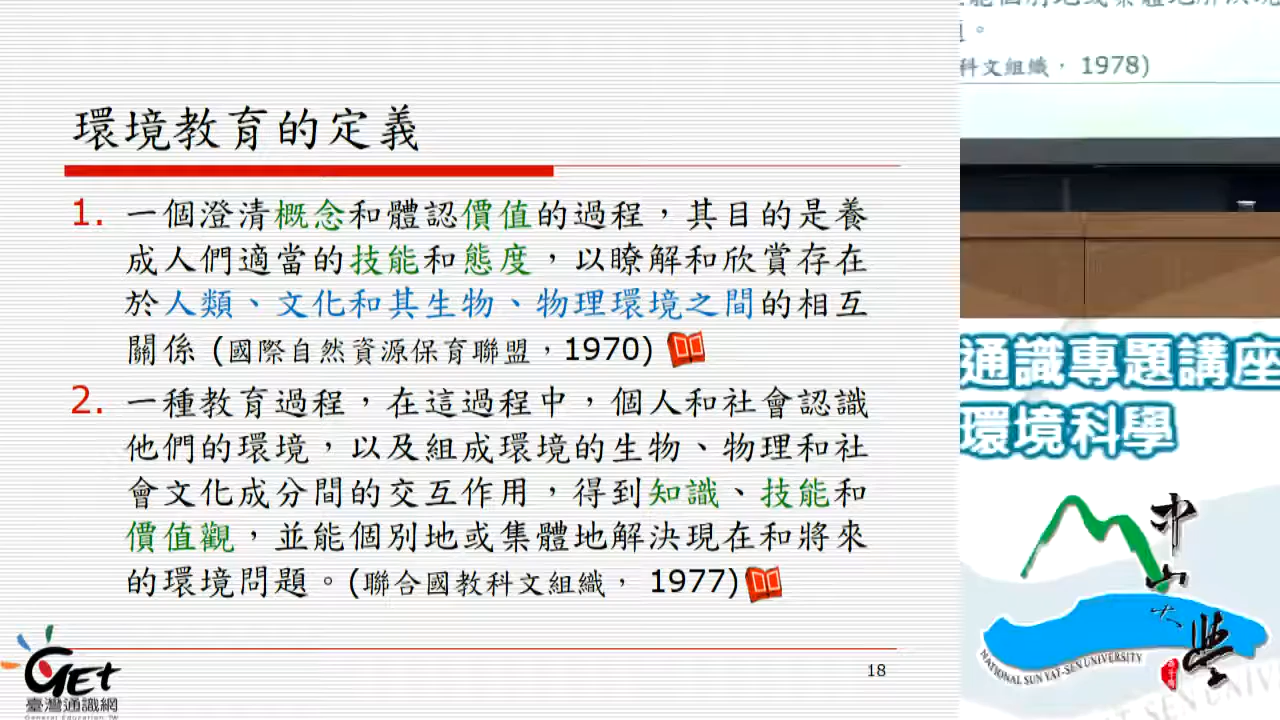 環境教育的定義
1. 一個澄清概念和體認價值的過程，其目的是養
成人們適當的技能和態度，以瞭解和欣賞存在
於人類、文化和其生物、物理環境之間的相互
關係 (國際自然資源保育聯盟，1970)
2. 一種教育過程，在這過程中，個人和社會認識
他們的環境，以及組成環境的生物、物理和社
會文化成分間的交互作用，得到知識、技能和
價值觀，並能個別地或集體地解決現在和將來
的環境問題。(聯合國教科文組織， 1977)
18
GET
臺灣通識網
General Education TW
科文組織， 1978)
通識專題講座
環境科學
中山大學
NATIONAL SUN YAT-SEN UNIVERSITY